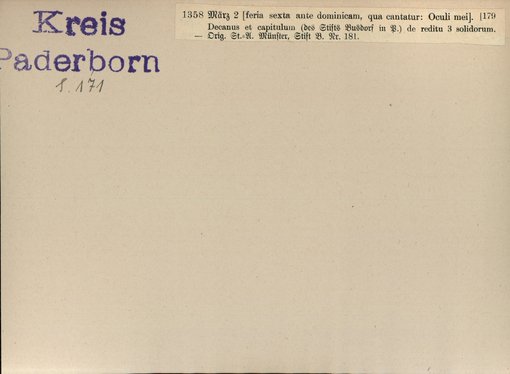 Kreis
Paderborn
S. 171
1358 März 2 [feria sexta ante dominicam, qua cantatur: Oculi mei]. [179
Decanus et capitulum (des Stifts Busdorf in P.) de reditu 3 solidorum.
— Orig. St.-A. Münster, Stift B. Nr. 181.